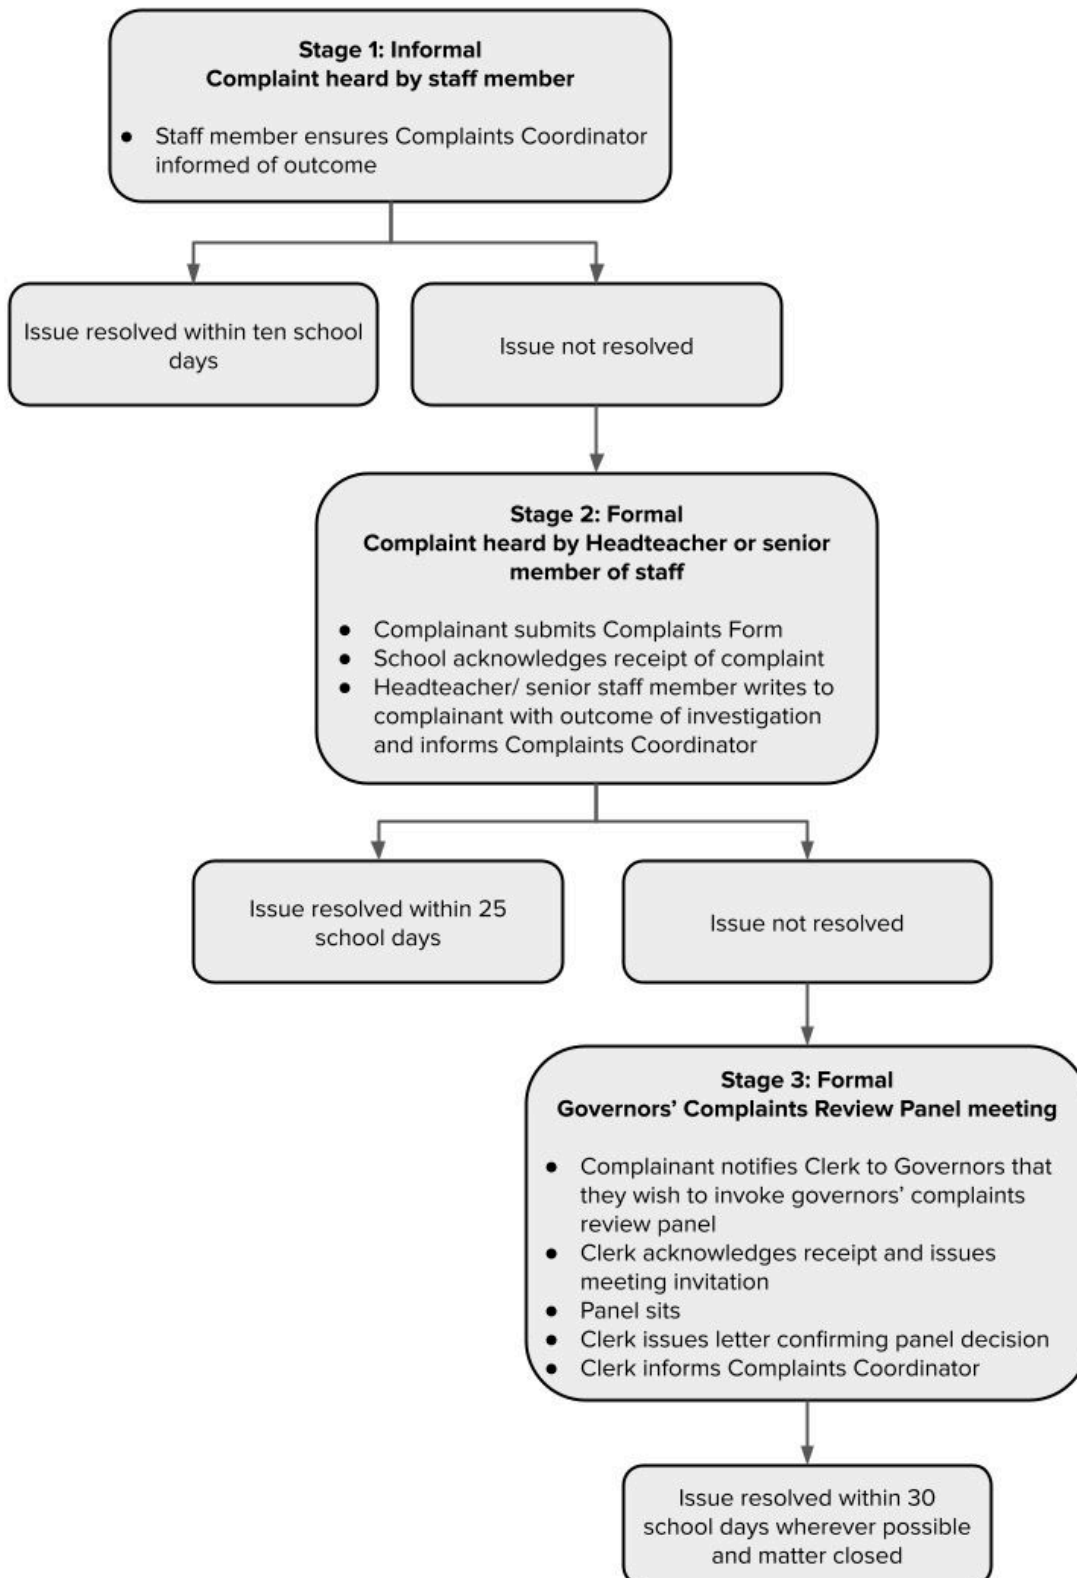 Stage 1: Informal
Complaint heard by staff member
● Staff member ensures Complaints Coordinator
informed of outcome
Issue resolved within ten school
days
Issue not resolved
Stage 2: Formal
Complaint heard by Headteacher or senior
member of staff
● Complainant submits Complaints Form
● School acknowledges receipt of complaint
● Headteacher/ senior staff member writes to
complainant with outcome of investigation
and informs Complaints Coordinator
Issue resolved within 25
school days
Issue not resolved
Stage 3: Formal
Governors’ Complaints Review Panel meeting
● Complainant notifies Clerk to Governors that
they wish to invoke governors’ complaints
review panel
● Clerk acknowledges receipt and issues
meeting invitation
● Panel sits
● Clerk issues letter confirming panel decision
● Clerk informs Complaints Coordinator
Issue resolved within 30
school days wherever possible
and matter closed